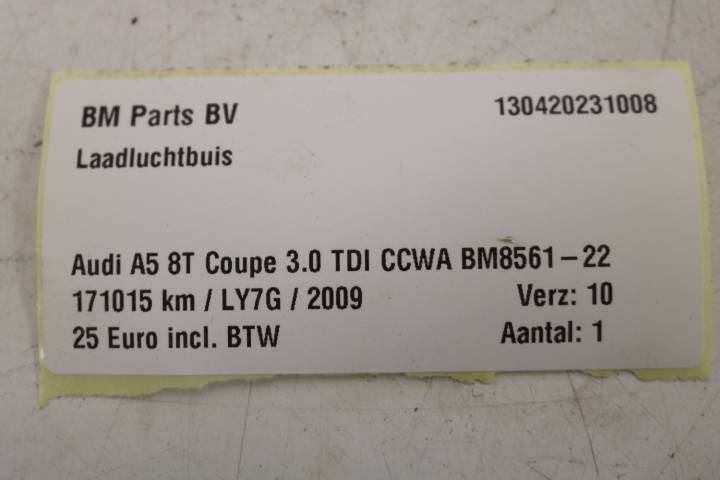 BM Parts BV 130420231008
Laadluchtbuis
Audi A5 8T Coupe 3.0 TDI CCWA BM8561-22
171015 km / LY7G / 2009 Verz: 10
25 Euro incl. BTW Aantal: 1